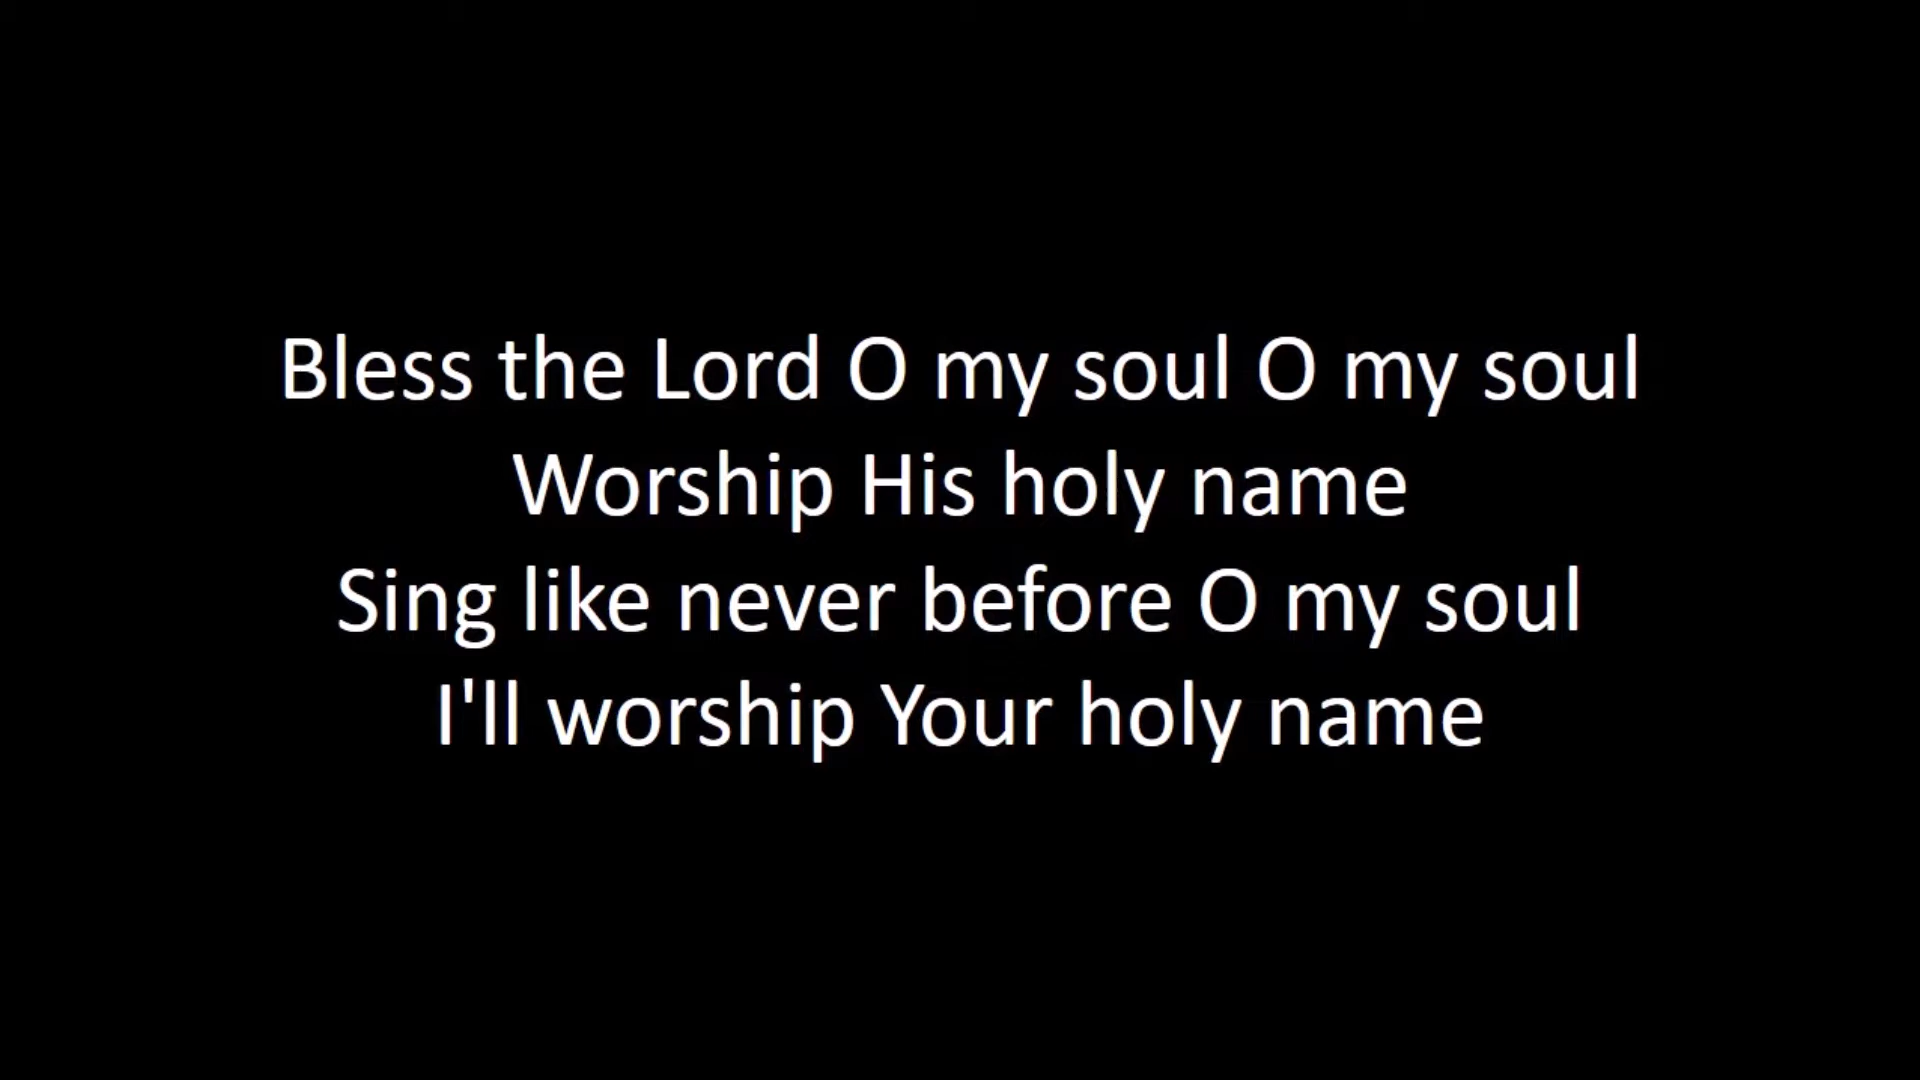 Bless the Lord O my soul O my soul
Worship His holy name
Sing like never before O my soul
I'll worship Your holy name